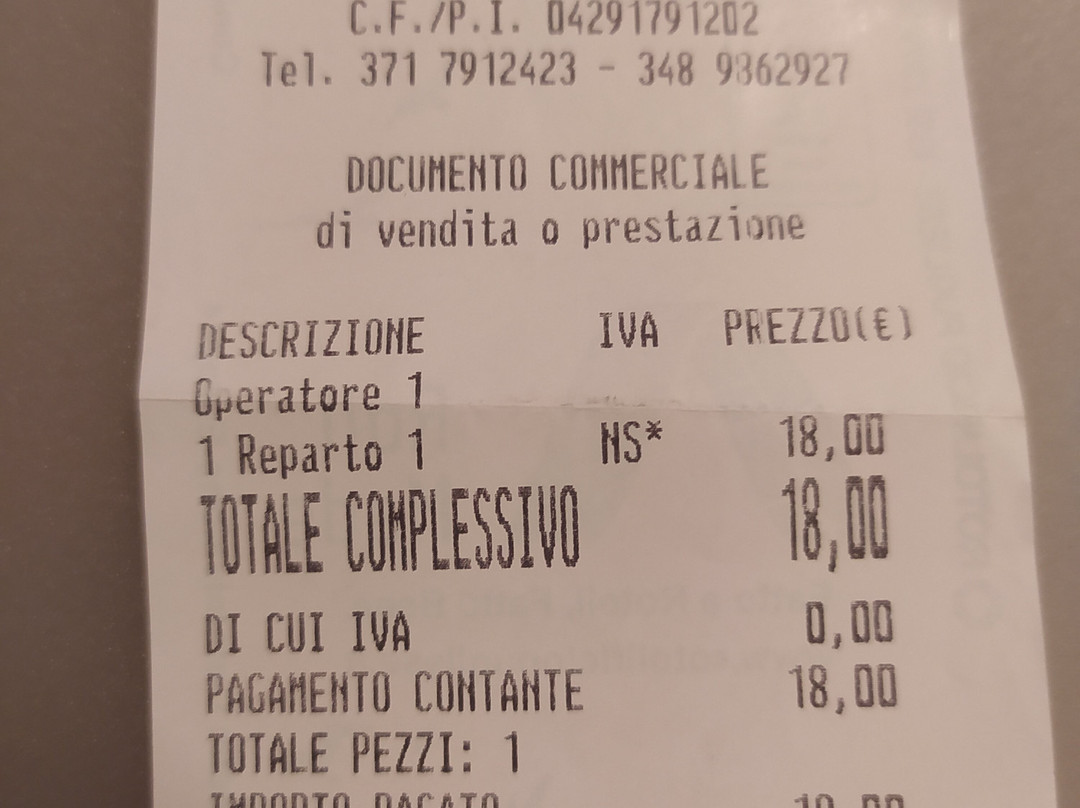 C.F./P.I. 04291791202
Tel. 371 7912423 - 348 9362927
DOCUMENTO COMMERCIALE
di vendita o prestazione
DESCRIZIONE IVA PREZZO(€)
Operatore 1
1 Reparto 1 NS* 18,00
TOTALE COMPLESSIVO 18,00
DI CUI IVA 0,00
PAGAMENTO CONTANTE 18,00
TOTALE PEZZI: 1
IMPORTO PAGATO